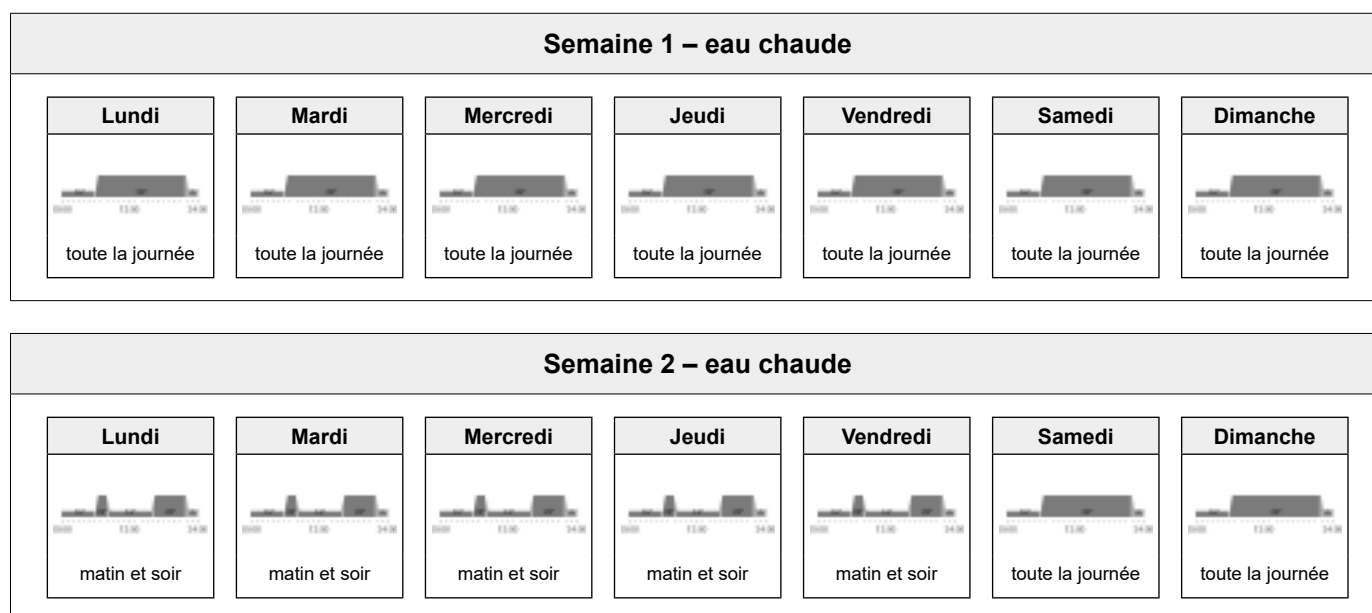 Semaine 1 – eau chaude
Lundi Mardi Mercredi Jeudi Vendredi Samedi Dimanche
toute la journée toute la journée toute la journée toute la journée toute la journée toute la journée toute la journée
Semaine 2 – eau chaude
Lundi Mardi Mercredi Jeudi Vendredi Samedi Dimanche
matin et soir matin et soir matin et soir matin et soir matin et soir toute la journée toute la journée